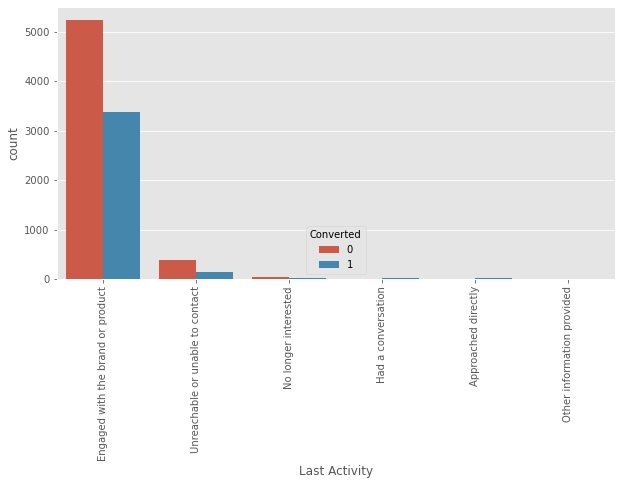 5000
4000
3000
2000
1000
0
count
Converted
0
1
Engaged with the brand or product
Unreachable or unable to contact
No longer interested
Had a conversation
Approached directly
Other information provided
Last Activity